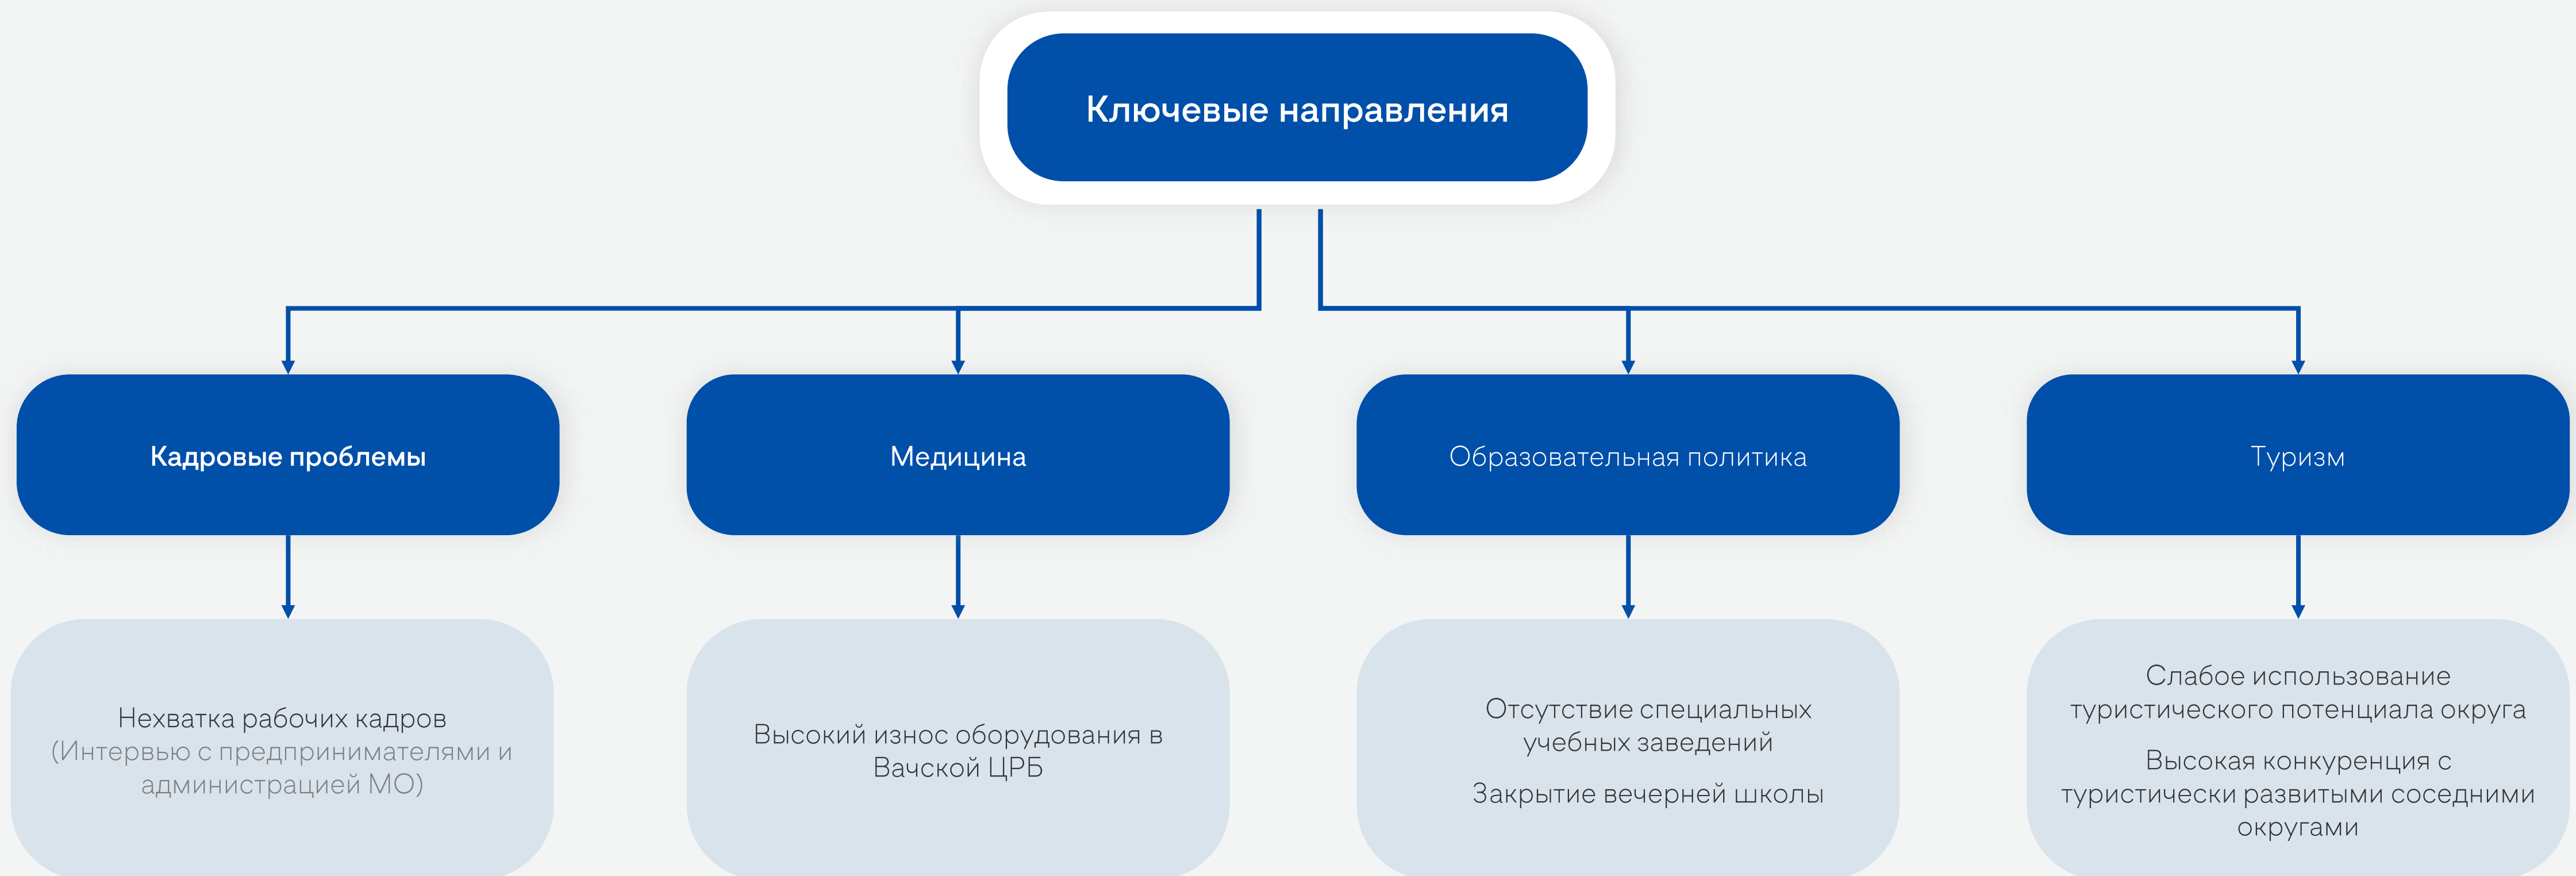 Ключевые направления
Кадровые проблемы
Медицина
Образовательная политика
Туризм
Нехватка рабочих кадров
(Интервью с предпринимателями и
администрацией МО)
Высокий износ оборудования в
Вачской ЦРБ
Отсутствие специальных
учебных заведений
Закрытие вечерней школы
Слабое использование
туристического потенциала округа
Высокая конкуренция с
туристически развитыми соседними
округами